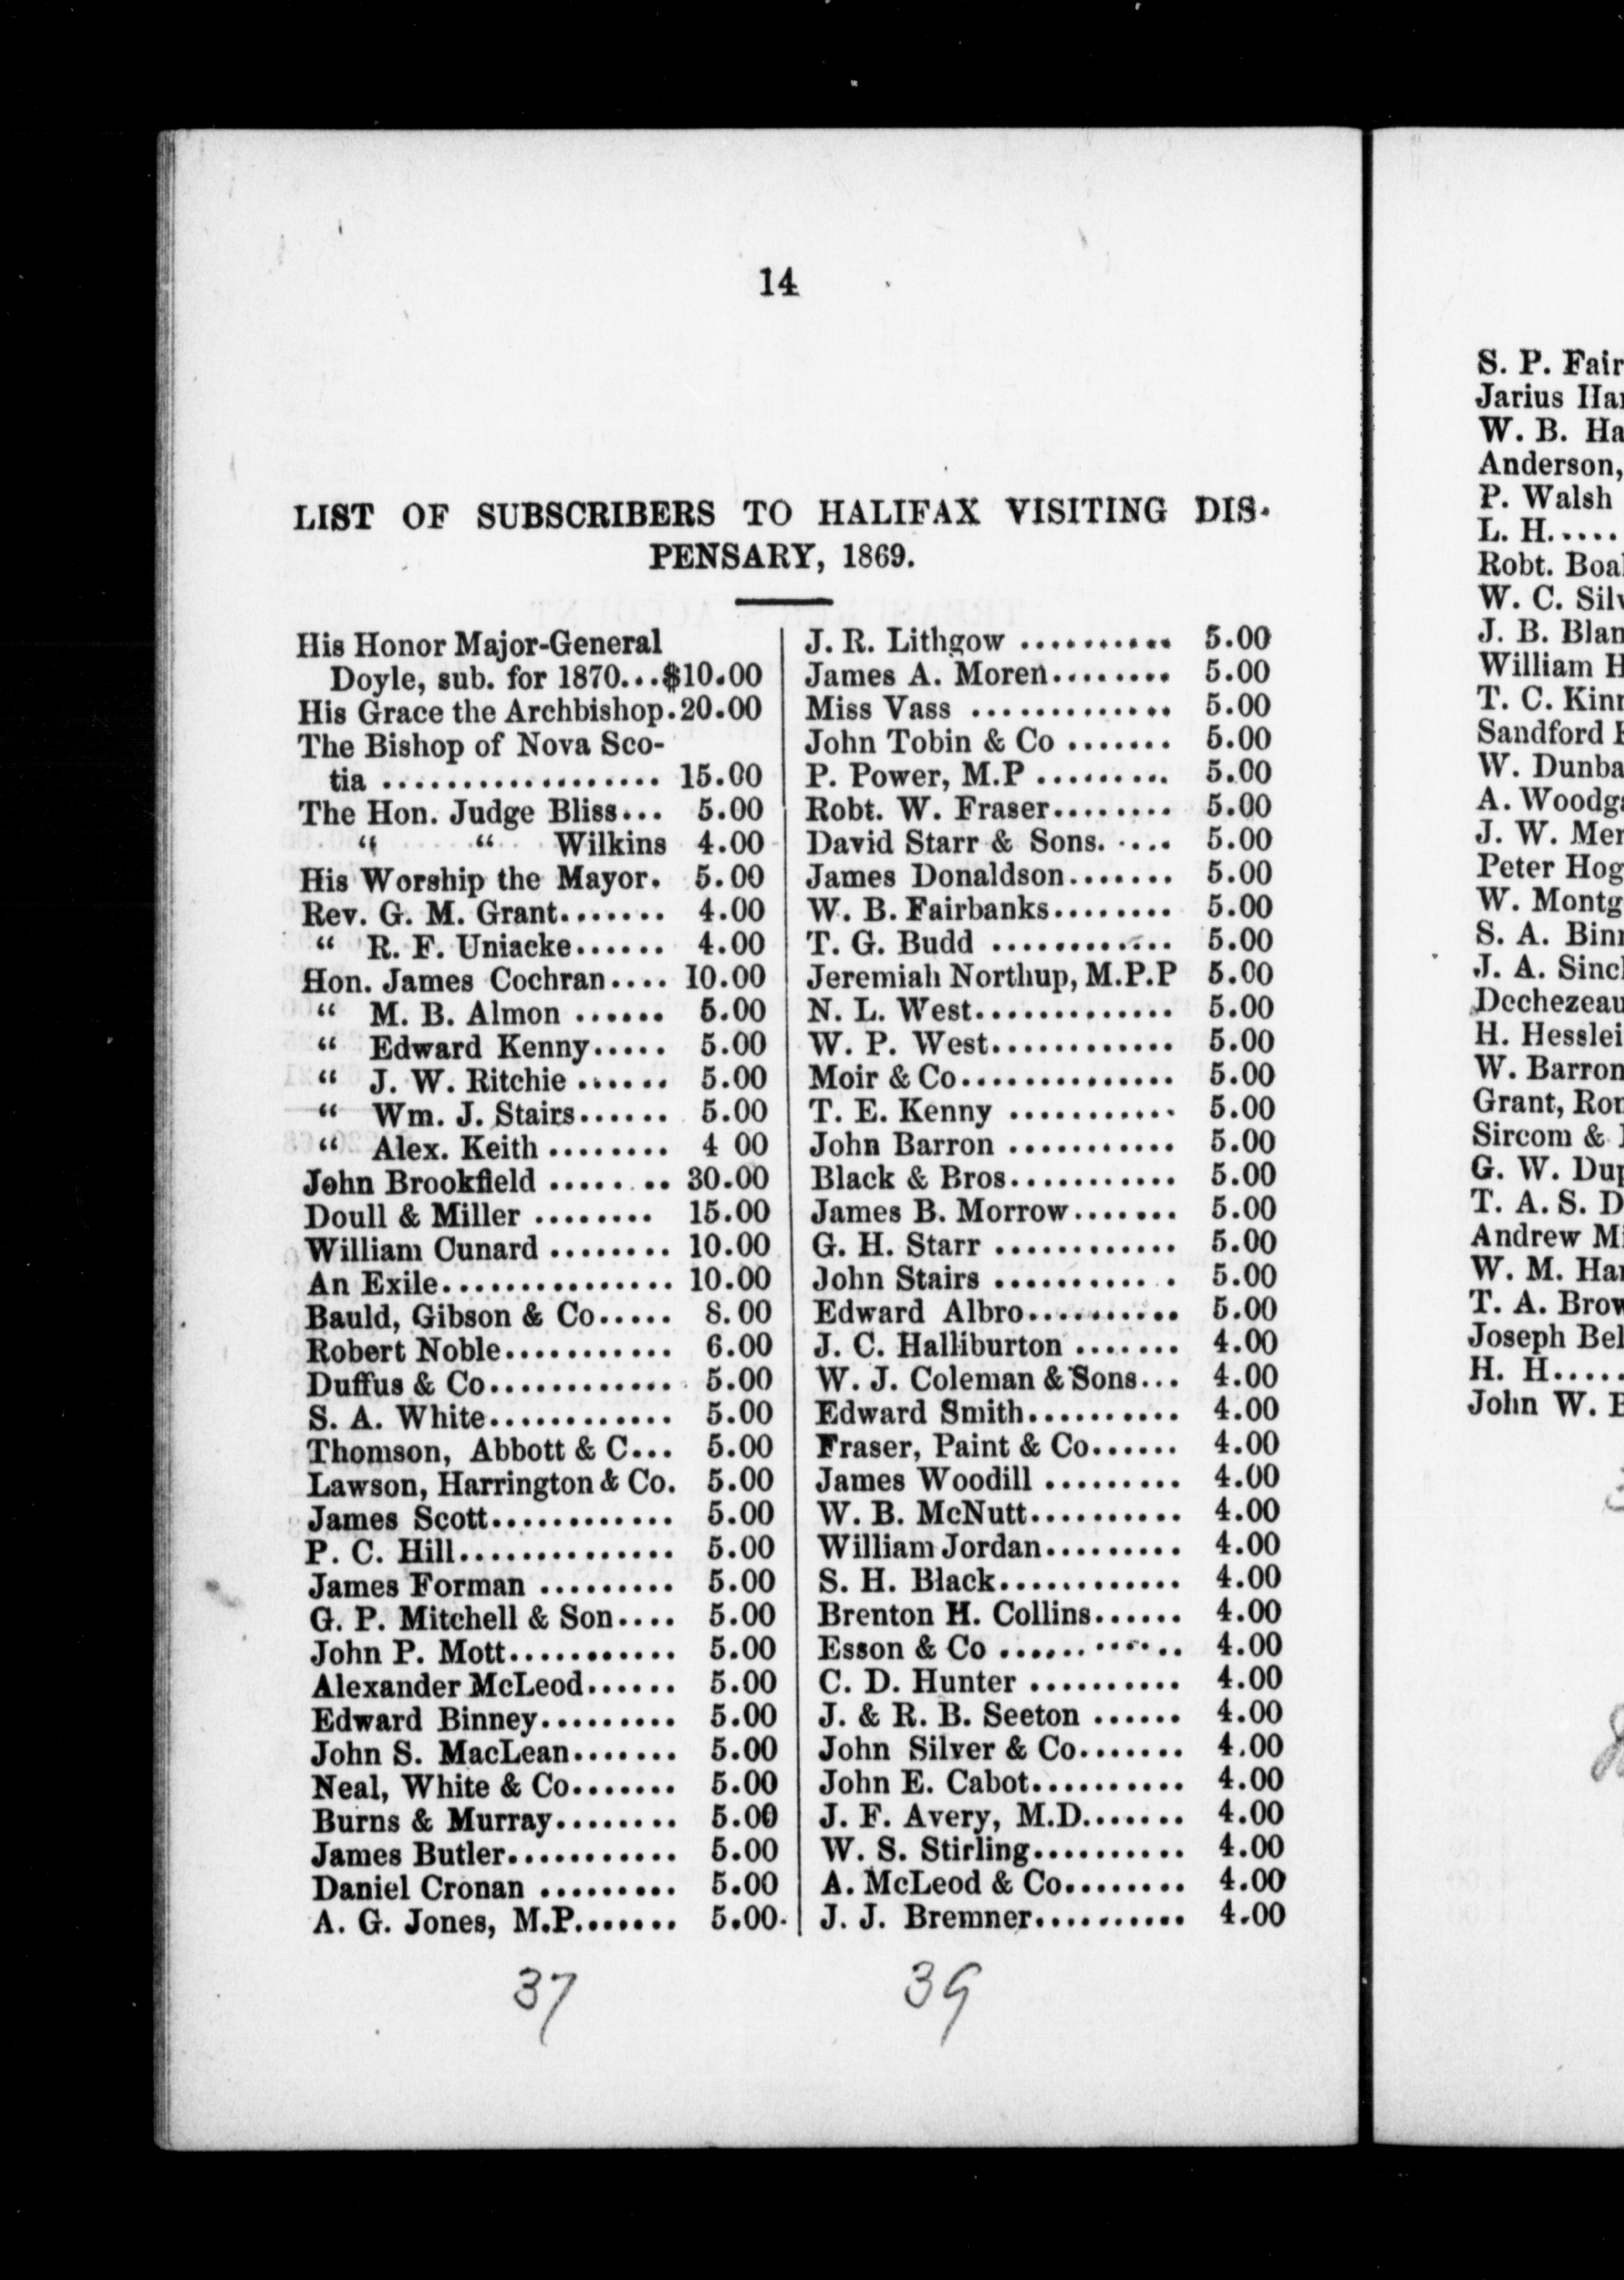 14
LIST OF SUBSCRIBERS TO HALIFAX VISITING DIS-
PENSARY, 1869.
His Honor Major-General
Doyle, sub. for 1870...$10.00
His Grace the Archbishop.20.00
The Bishop of Nova Sco-
tia .................. 15.00
The Hon. Judge Bliss... 5.00
“ “ Wilkins 4.00
His Worship the Mayor. 5.00
Rev. G. M. Grant....... 4.00
“ R. F. Uniacke...... 4.00
Hon. James Cochran.... 10.00
“ M. B. Almon ...... 5.00
“ Edward Kenny..... 5.00
“ J. W. Ritchie ...... 5.00
“ Wm. J. Stairs...... 5.00
“ Alex. Keith ........ 4 00
John Brookfield ........ 30.00
Doull & Miller ........ 15.00
William Cunard ........ 10.00
An Exile............... 10.00
Bauld, Gibson & Co..... 8.00
Robert Noble........... 6.00
Duffus & Co............. 5.00
S. A. White............ 5.00
Thomson, Abbott & C... 5.00
Lawson, Harrington & Co. 5.00
James Scott............ 5.00
P. C. Hill.............. 5.00
James Forman ......... 5.00
G. P. Mitchell & Son.... 5.00
John P. Mott........... 5.00
Alexander McLeod...... 5.00
Edward Binney......... 5.00
John S. MacLean....... 5.00
Neal, White & Co....... 5.00
Burns & Murray........ 5.00
James Butler........... 5.00
Daniel Cronan ......... 5.00
A. G. Jones, M.P....... 5.00
37
J. R. Lithgow .......... 5.00
James A. Moren........ 5.00
Miss Vass ............. 5.00
John Tobin & Co ....... 5.00
P. Power, M.P ......... 5.00
Robt. W. Fraser........ 5.00
David Starr & Sons. .... 5.00
James Donaldson....... 5.00
W. B. Fairbanks........ 5.00
T. G. Budd ............ 5.00
Jeremiah Northup, M.P.P 5.00
N. L. West............. 5.00
W. P. West............ 5.00
Moir & Co............... 5.00
T. E. Kenny ........... 5.00
John Barron ........... 5.00
Black & Bros........... 5.00
James B. Morrow....... 5.00
G. H. Starr ............ 5.00
John Stairs ........... . 5.00
Edward Albro.......... 5.00
J. C. Halliburton ....... 4.00
W. J. Coleman & Sons... 4.00
Edward Smith.......... 4.00
Fraser, Paint & Co...... 4.00
James Woodill ......... 4.00
W. B. McNutt.......... 4.00
William Jordan......... 4.00
S. H. Black............ 4.00
Brenton H. Collins...... 4.00
Esson & Co ............ 4.00
C. D. Hunter .......... 4.00
J. & R. B. Seeton ...... 4.00
John Silver & Co....... 4.00
John E. Cabot.......... 4.00
J. F. Avery, M.D....... 4.00
W. S. Stirling.......... 4.00
A. McLeod & Co........ 4.00
J. J. Bremner.......... 4.00
39
S. P.
Jarius
W. B.
Anderson,
P. Walsh
L. H.....
Robt.
W. C.
J. B.
William
T. C.
Sandford
W.
A.
J. W.
Peter
W.
S. A.
J. A.
H.
W. Barron
Grant,
Sircom &
G. W.
T. A. S.
Andrew
W. M.
T. A.
Joseph
H. H.....
John W.